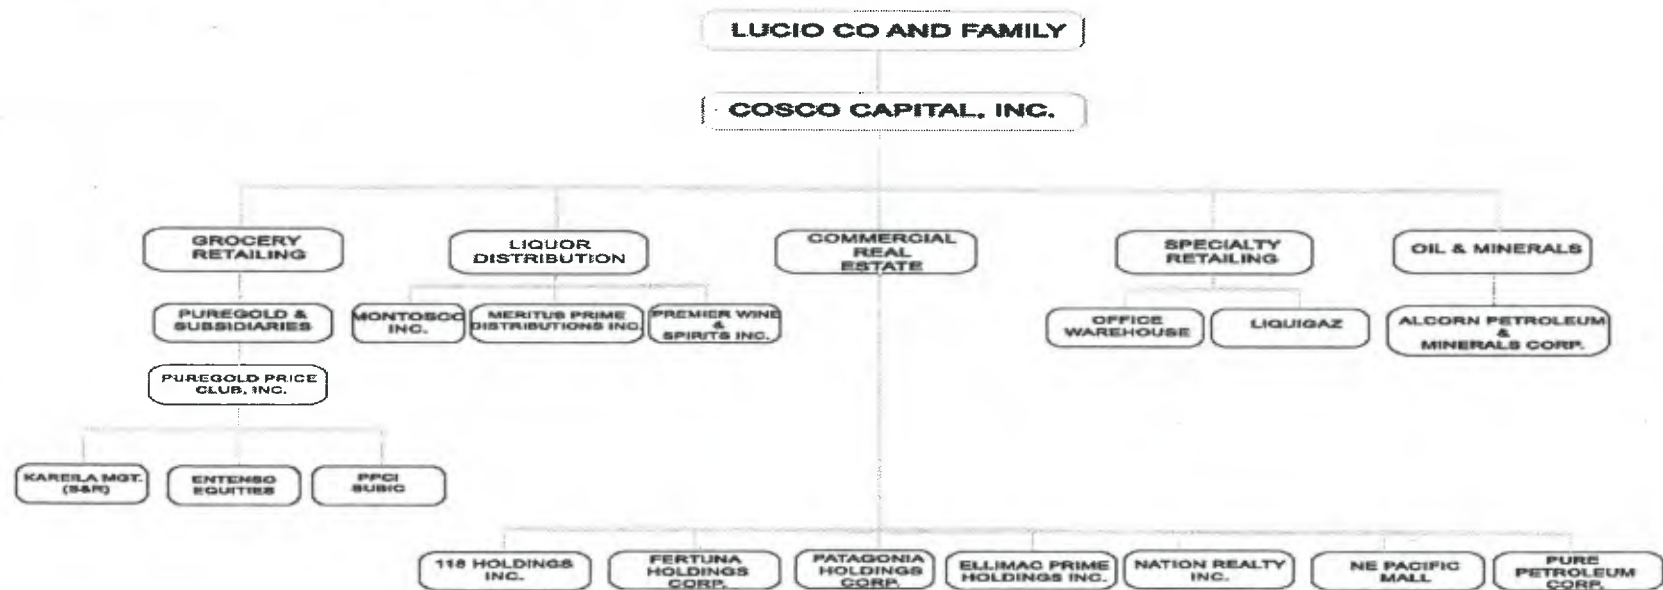 LUCIO CO AND FAMILY
COSCO CAPITAL, INC.
GROCERY
RETAILING
LIQUOR
DISTRIBUTION
COMMERCIAL
REAL
ESTATE
SPECIALTY
RETAILING
OIL & MINERALS
PUREGOLD &
SUBSIDIARIES
MONTOSCO
INC.
MERITUS PRIME
DISTRIBUTIONS INC.
PREMIER WINE
&
SPIRITS INC.
OFFICE
WAREHOUSE
LIQUIGAZ
ALCORN PETROLEUM
&
MINERALS CORP.
PUREGOLD PRICE
CLUB, INC.
KAREILA MGT.
(S&R)
ENTENSO
EQUITIES
PPCI
SUBIC
118 HOLDINGS
INC.
FERTUNA
HOLDINGS
CORP.
PATAGONIA
HOLDINGS
CORP.
ELLIMAC PRIME
HOLDINGS INC.
NATION REALTY
INC.
NE PACIFIC
MALL
PURE
PETROLEUM
CORP.